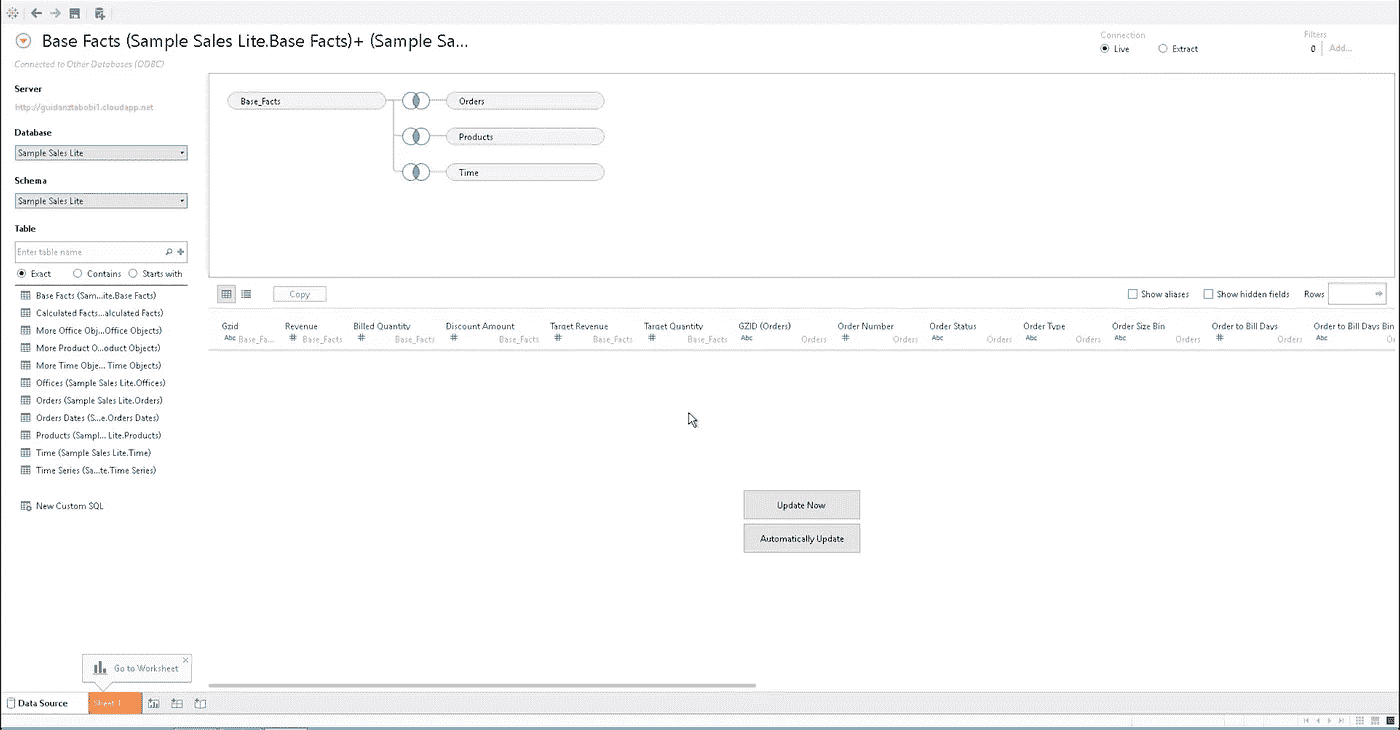 Base Facts (Sample Sales Lite.Base Facts)+ (Sample Sa...
Connected to Other Databases (ODBC)
Connection
Live
Extract
Filters
0
Add...
Server
http://guidanztabobi1.cloudapp.net
Database
Sample Sales Lite
Schema
Sample Sales Lite
Table
Enter table name
Exact
Contains
Starts with
Base Facts (Sam...ite.Base Facts)
Calculated Facts...alculated Facts)
More Office Obj...Office Objects)
More Product O...oduct Objects)
More Time Obje... Time Objects)
Offices (Sample Sales Lite.Offices)
Orders (Sample Sales Lite.Orders)
Orders Dates (S...e.Orders Dates)
Products (Sampl... Lite.Products)
Time (Sample Sales Lite.Time)
Time Series (Sa...te.Time Series)
New Custom SQL
Base_Facts
Orders
Products
Time
Copy
Show aliases
Show hidden fields
Rows
Gzid
Abc Base_Fa...
Revenue
# Base_Facts
Billed Quantity
# Base_Facts
Discount Amount
# Base_Facts
Target Revenue
# Base_Facts
Target Quantity
# Base_Facts
GZID (Orders)
Abc Orders
Order Number
# Orders
Order Status
Abc Orders
Order Type
Abc Orders
Order Size Bin
Abc Orders
Order to Bill Days
# Orders
Order to Bill Days Bin
Abc Or
Update Now
Automatically Update
Go to Worksheet
Data Source
Sheet 1